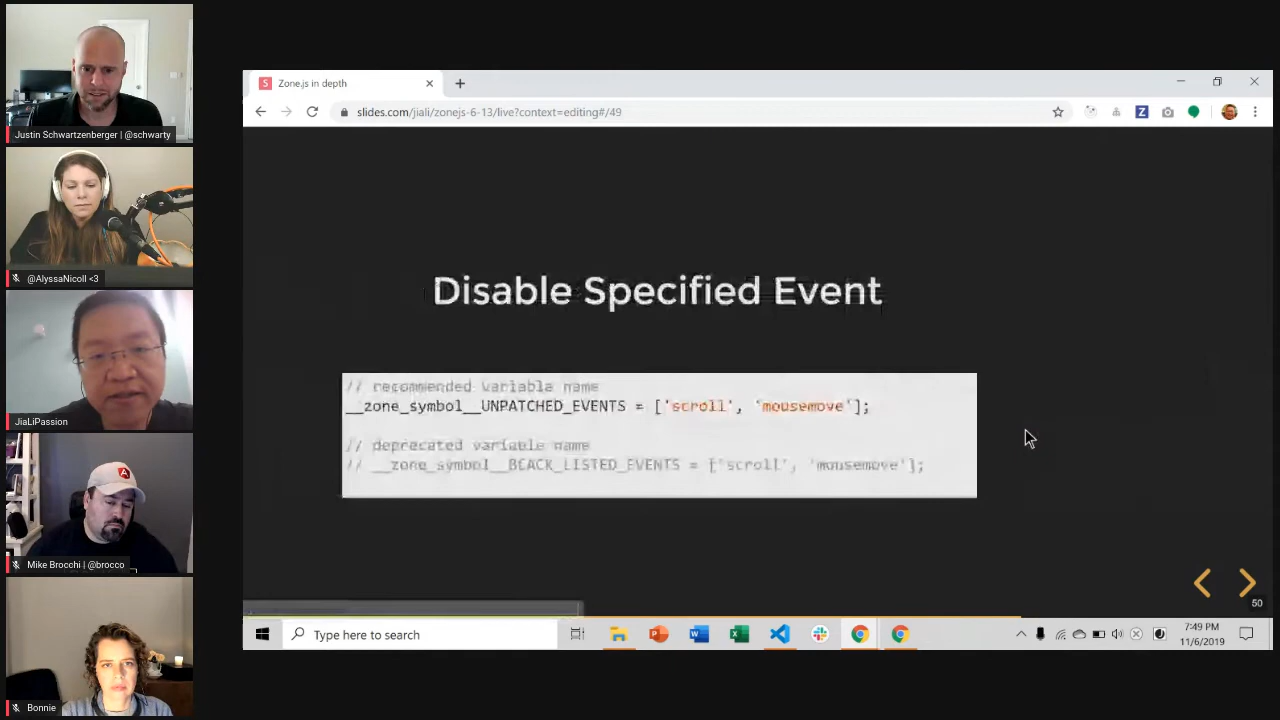 Justin Schwartzenberger | @schwarty
@AlyssaNicoll <3
JiaLiPassion
Mike Brocchi | @brocco
Bonnie
Zone.js in depth
slides.com/jiali/zonejs-6-13/live?context=editing#/49
Disable Specified Event
// recommended variable name
__zone_symbol__UNPATCHED_EVENTS = ['scroll', 'mousemove'];
// deprecated variable name
// __zone_symbol__BCACK_LISTED_EVENTS = ['scroll', 'mousemove'];
50
Type here to search
7:49 PM
11/6/2019